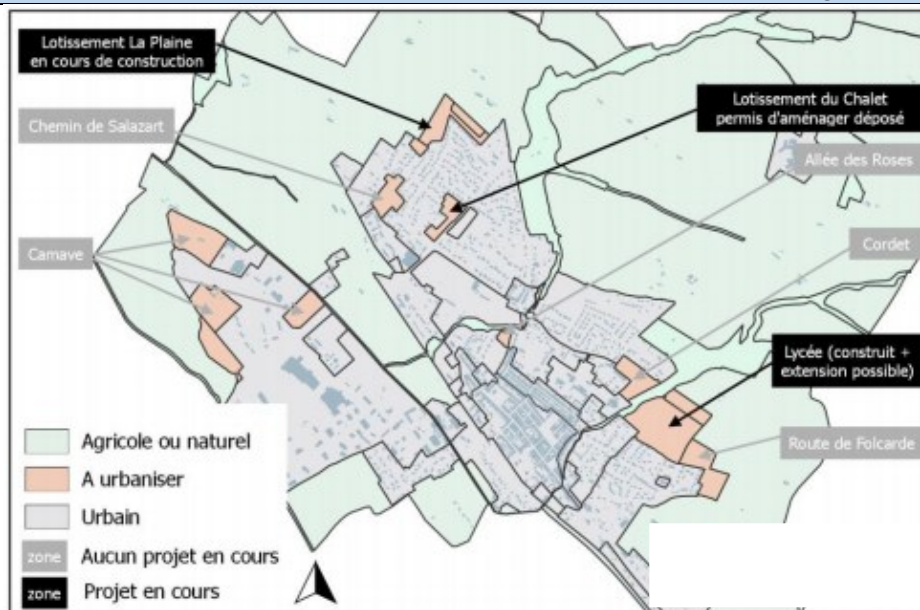 Lotissement La Plaine
en cours de construction
Lotissement du Chalet
permis d'aménager déposé
Chemin de Salazart
Allée des Roses
Camave
Cordet
Lycée (construit +
extension possible)
Route de Folcarde
Agricole ou naturel
A urbaniser
Urbain
zone Aucun projet en cours
zone Projet en cours